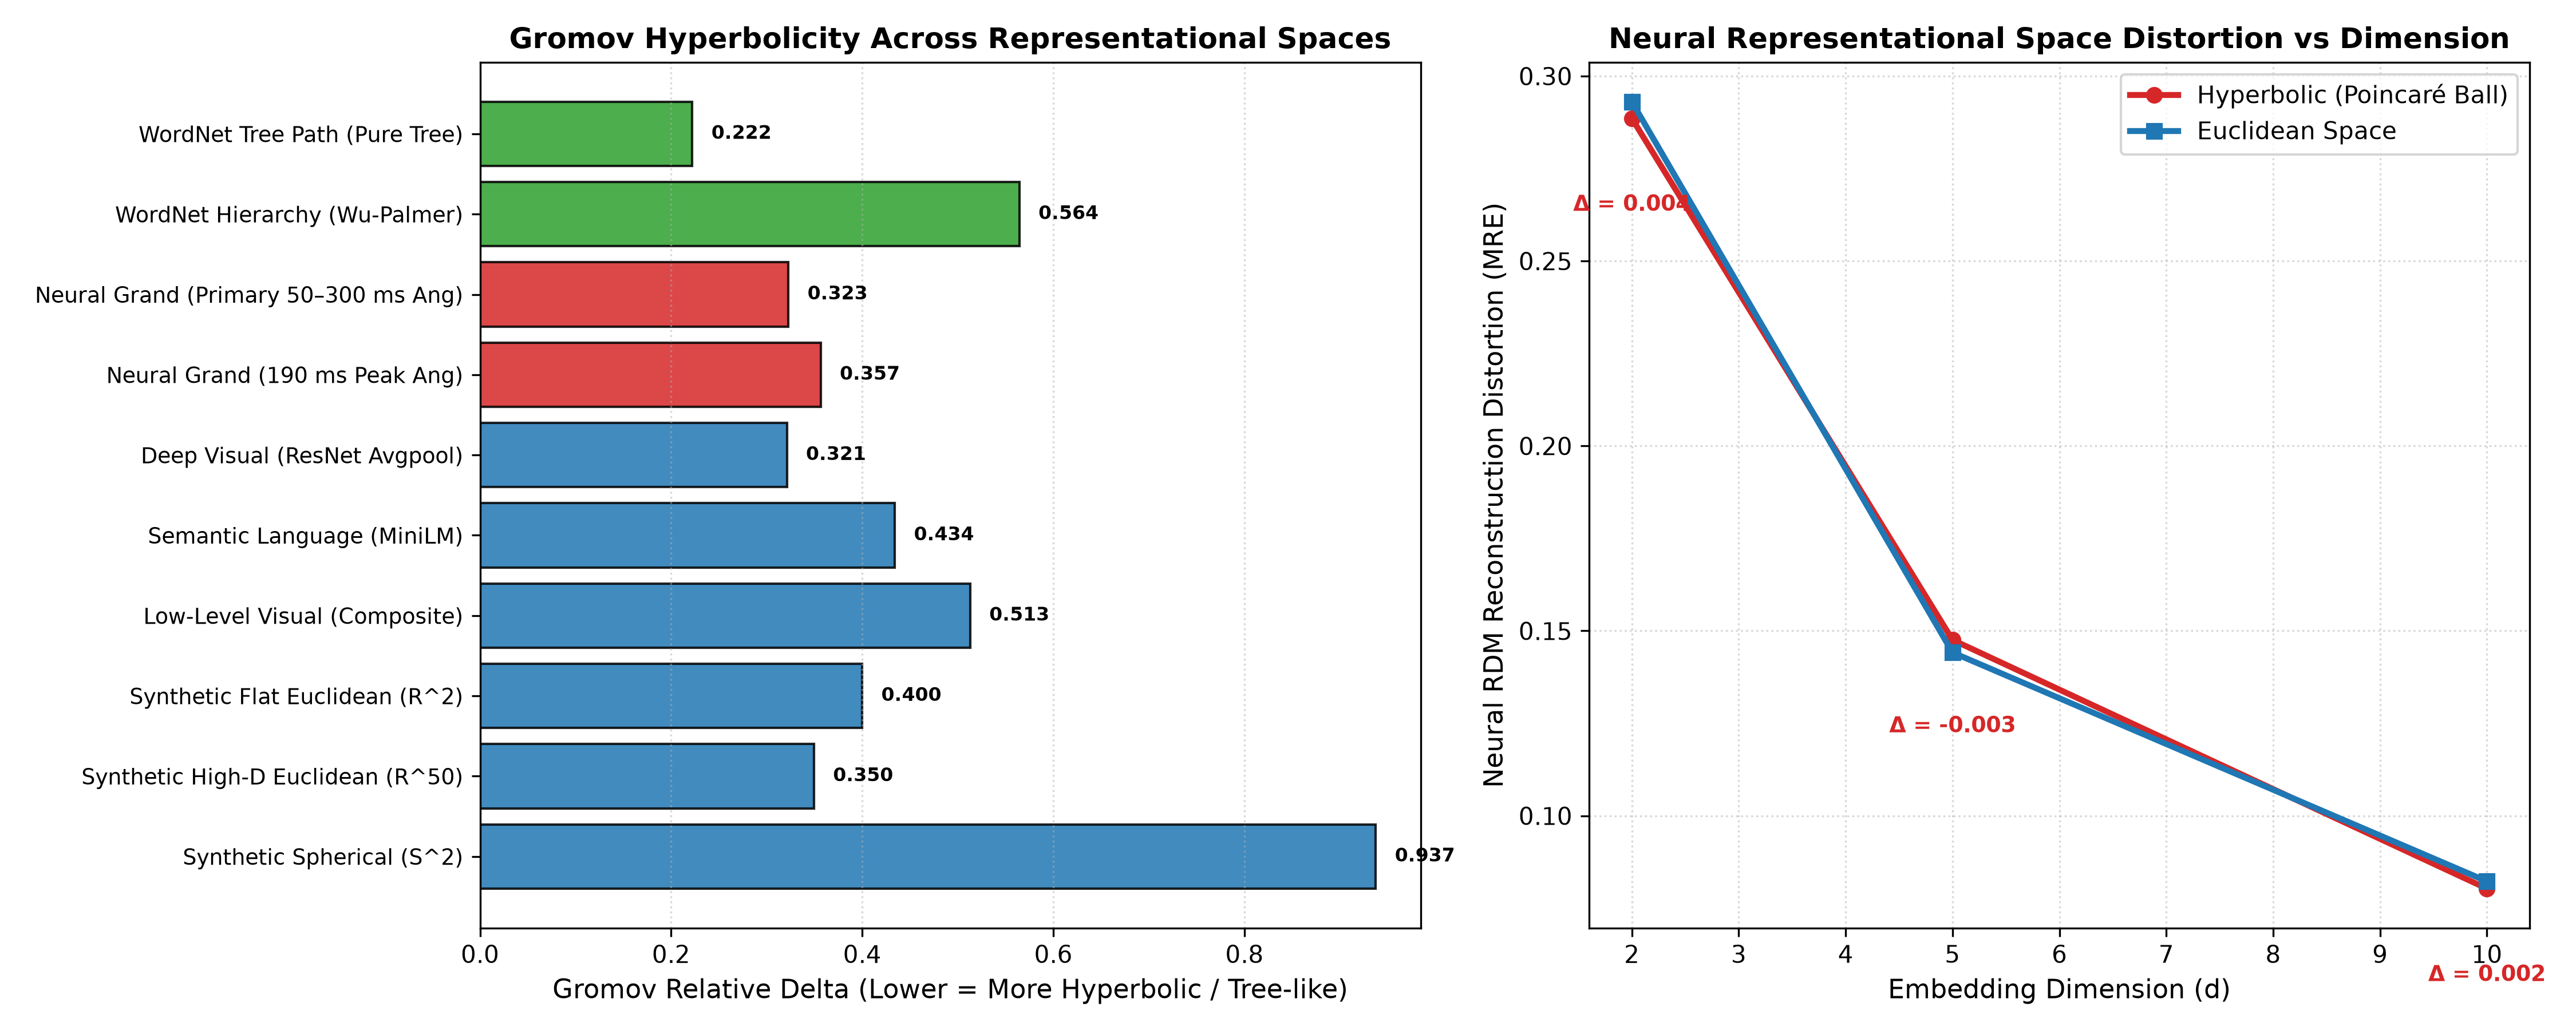 Gromov Hyperbolicity Across Representational Spaces
WordNet Tree Path (Pure Tree)
0.222
WordNet Hierarchy (Wu-Palmer)
0.564
Neural Grand (Primary 50–300 ms Ang)
0.323
Neural Grand (190 ms Peak Ang)
0.357
Deep Visual (ResNet Avgpool)
0.321
Semantic Language (MiniLM)
0.434
Low-Level Visual (Composite)
0.513
Synthetic Flat Euclidean (R^2)
0.400
Synthetic High-D Euclidean (R^50)
0.350
Synthetic Spherical (S^2)
0.937
0.0 0.2 0.4 0.6 0.8
Gromov Relative Delta (Lower = More Hyperbolic / Tree-like)
Neural Representational Space Distortion vs Dimension
Hyperbolic (Poincaré Ball)
Euclidean Space
Neural RDM Reconstruction Distortion (MRE)
0.30
0.25
0.20
0.15
0.10
Δ = 0.004
Δ = -0.003
2 3 4 5 6 7 8 9 10
Δ = 0.002
Embedding Dimension (d)